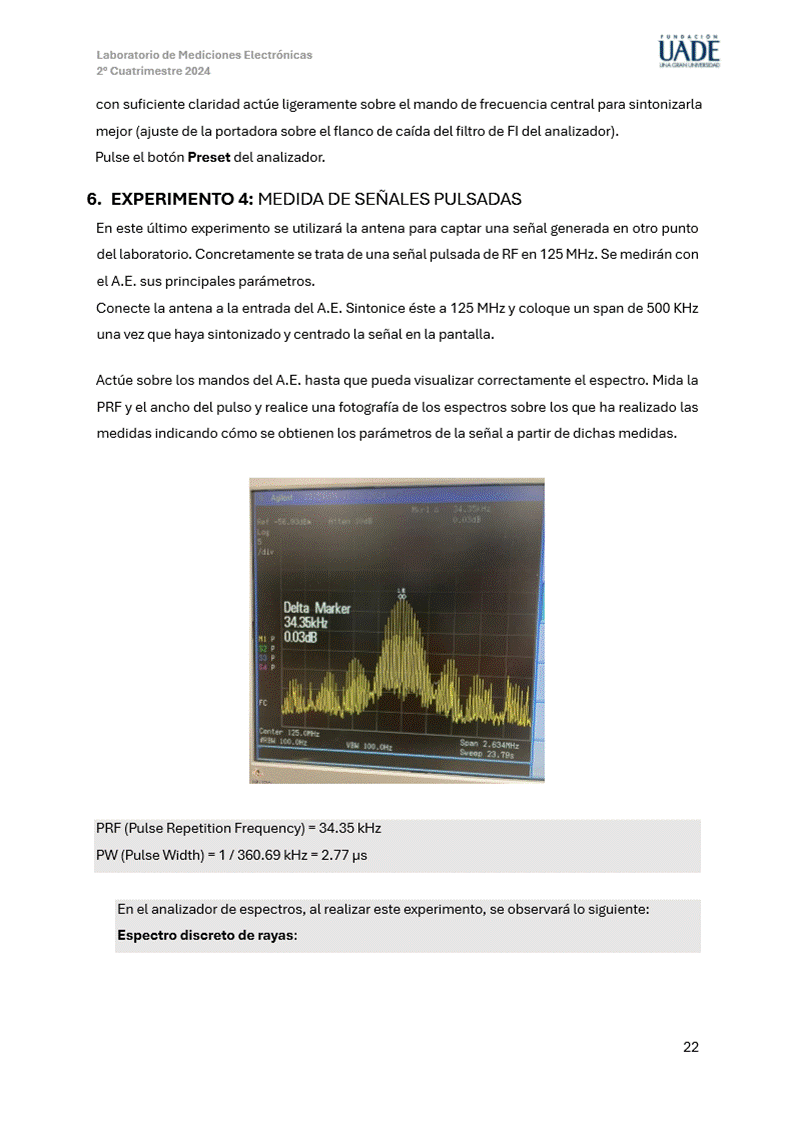 Laboratorio de Mediciones Electrónicas
2º Cuatrimestre 2024
FUNDACIÓN
UADE
UNA GRAN UNIVERSIDAD
con suficiente claridad actúe ligeramente sobre el mando de frecuencia central para sintonizarla
mejor (ajuste de la portadora sobre el flanco de caída del filtro de FI del analizador).
Pulse el botón Preset del analizador.
6. EXPERIMENTO 4: MEDIDA DE SEÑALES PULSADAS
En este último experimento se utilizará la antena para captar una señal generada en otro punto
del laboratorio. Concretamente se trata de una señal pulsada de RF en 125 MHz. Se medirán con
el A.E. sus principales parámetros.
Conecte la antena a la entrada del A.E. Sintonice éste a 125 MHz y coloque un span de 500 KHz
una vez que haya sintonizado y centrado la señal en la pantalla.
Actúe sobre los mandos del A.E. hasta que pueda visualizar correctamente el espectro. Mida la
PRF y el ancho del pulso y realice una fotografía de los espectros sobre los que ha realizado las
medidas indicando cómo se obtienen los parámetros de la señal a partir de dichas medidas.
Agilent
Mkr1 Δ 34.35kHz
Ref Atten 0.03dB
Log
5
/div
Delta Marker
34.35kHz
0.03dB
M1 P
S2 P
S3 P
S4 P
FC
Center 125.0MHz
#RBW 100.0Hz VBW 100.0Hz
Span 2.634MHz
Sweep 23.70s
PRF (Pulse Repetition Frequency) = 34.35 kHz
PW (Pulse Width) = 1 / 360.69 kHz = 2.77 µs
En el analizador de espectros, al realizar este experimento, se observará lo siguiente:
Espectro discreto de rayas:
22